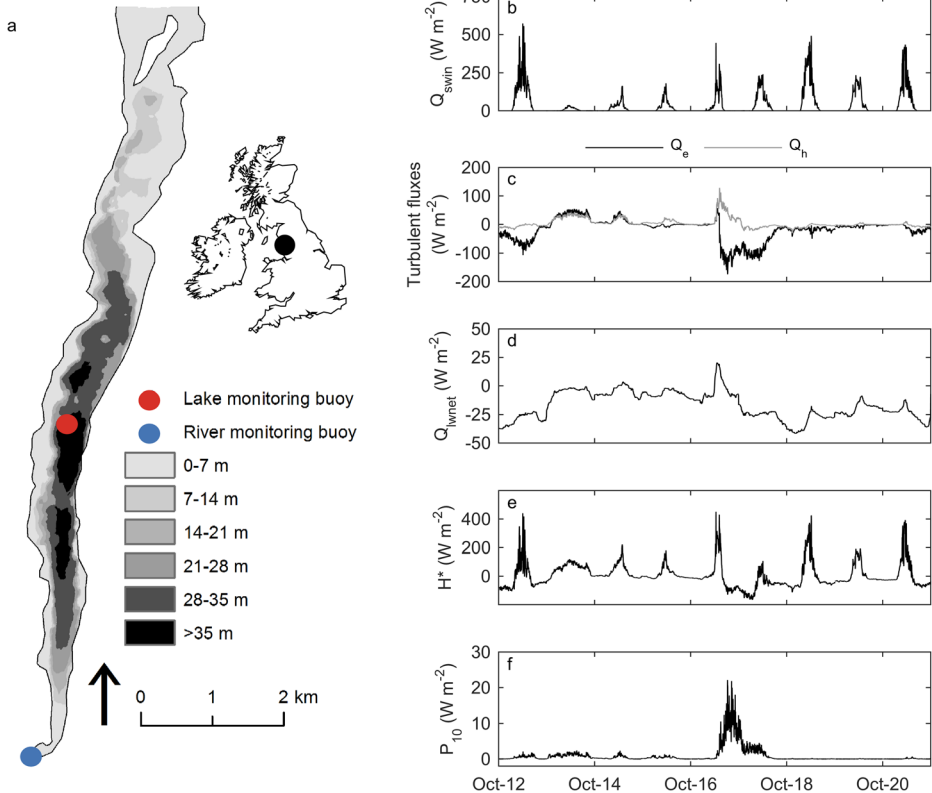 a
Lake monitoring buoy
River monitoring buoy
0-7 m
7-14 m
14-21 m
21-28 m
28-35 m
>35 m
0 1 2 km
b
Q_swin (W m^-2)
500
250
0
Q_e Q_h
c
Turbulent fluxes
(W m^-2)
200
100
0
-100
-200
d
Q_lwnet (W m^-2)
50
25
0
-25
-50
e
H* (W m^-2)
400
200
0
f
P_10 (W m^-2)
30
20
10
0
Oct-12 Oct-14 Oct-16 Oct-18 Oct-20